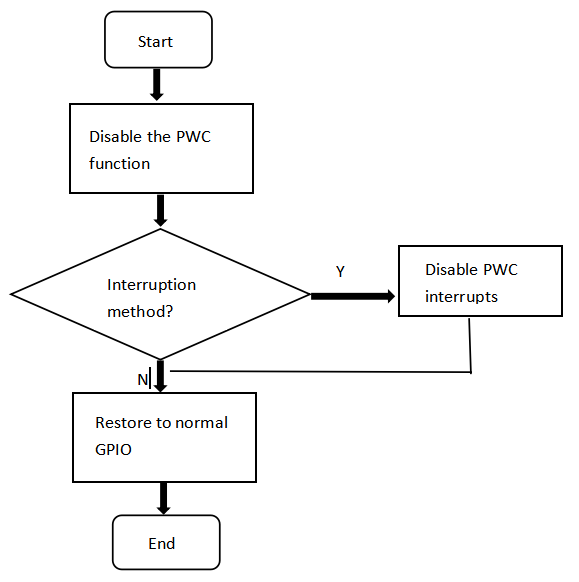 Start
Disable the PWC
function
Interruption
method?
Y
Disable PWC
interrupts
N
Restore to normal
GPIO
End